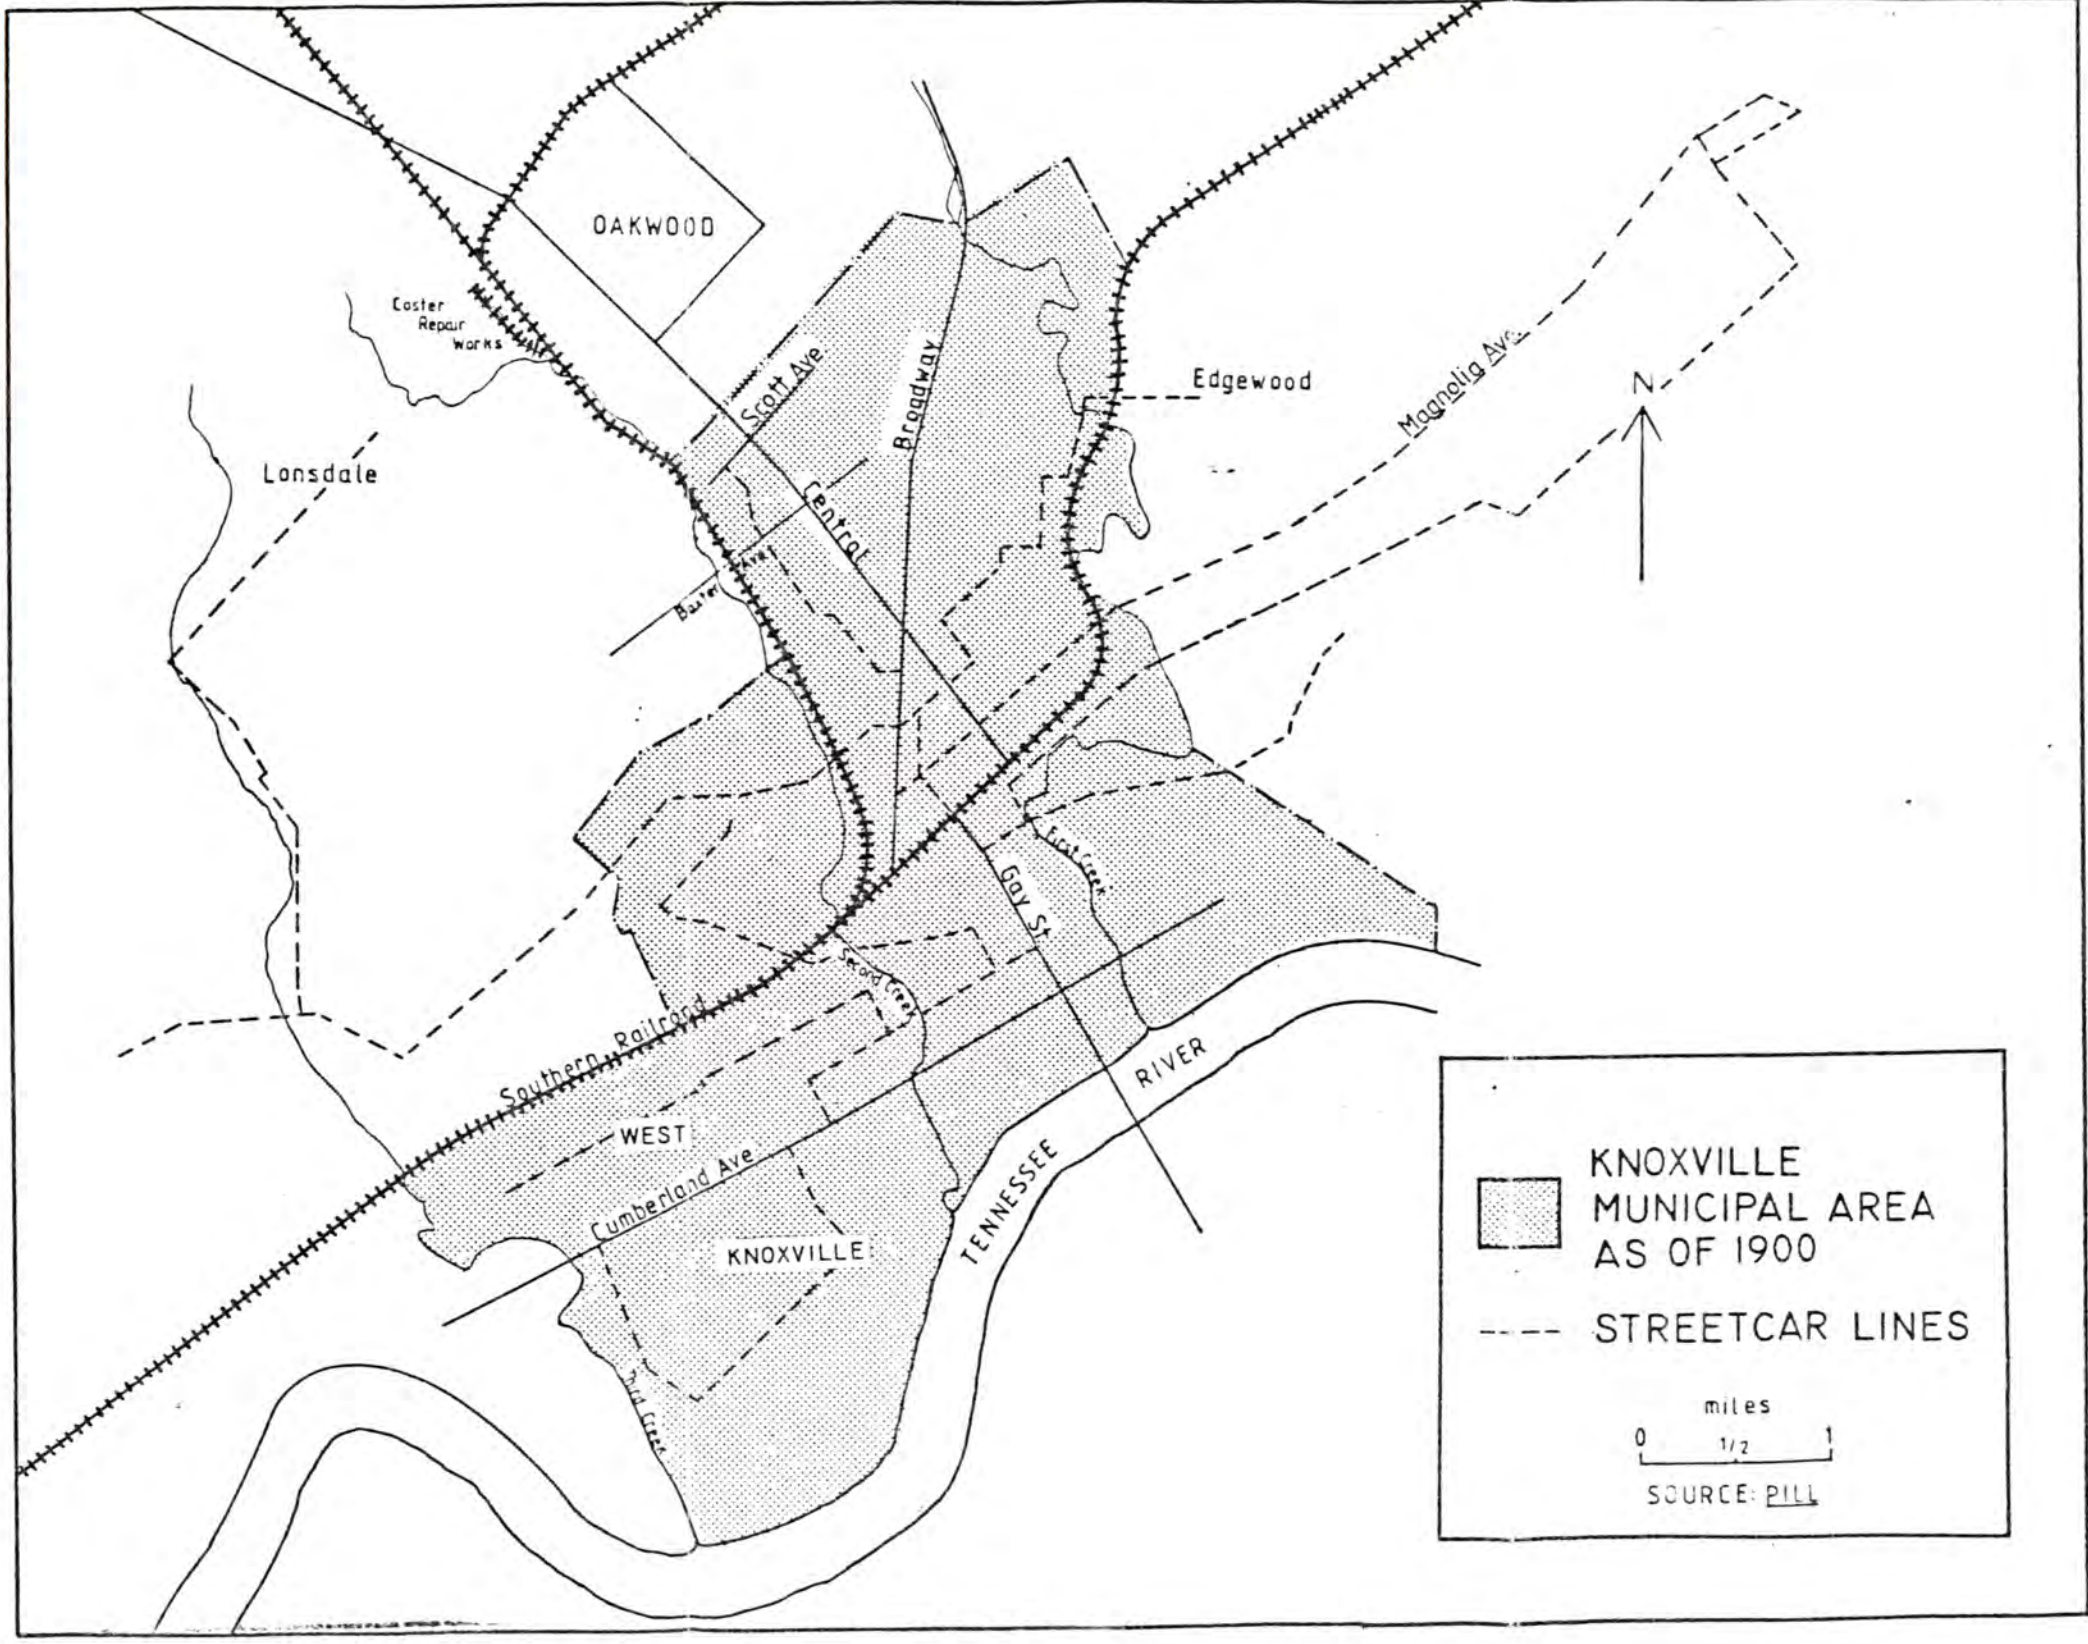 OAKWOOD
Coster
Repair
Works
Scott Ave.
Broadway
Edgewood
Magnolia Ave.
N
Lonsdale
Central
Baxter Ave.
First Creek
Gay St
Second Creek
Southern Railroad
WEST
KNOXVILLE
Cumberland Ave
Third Creek
TENNESSEE
RIVER
KNOXVILLE
MUNICIPAL AREA
AS OF 1900
STREETCAR LINES
miles
0 1/2 1
SOURCE: PILL